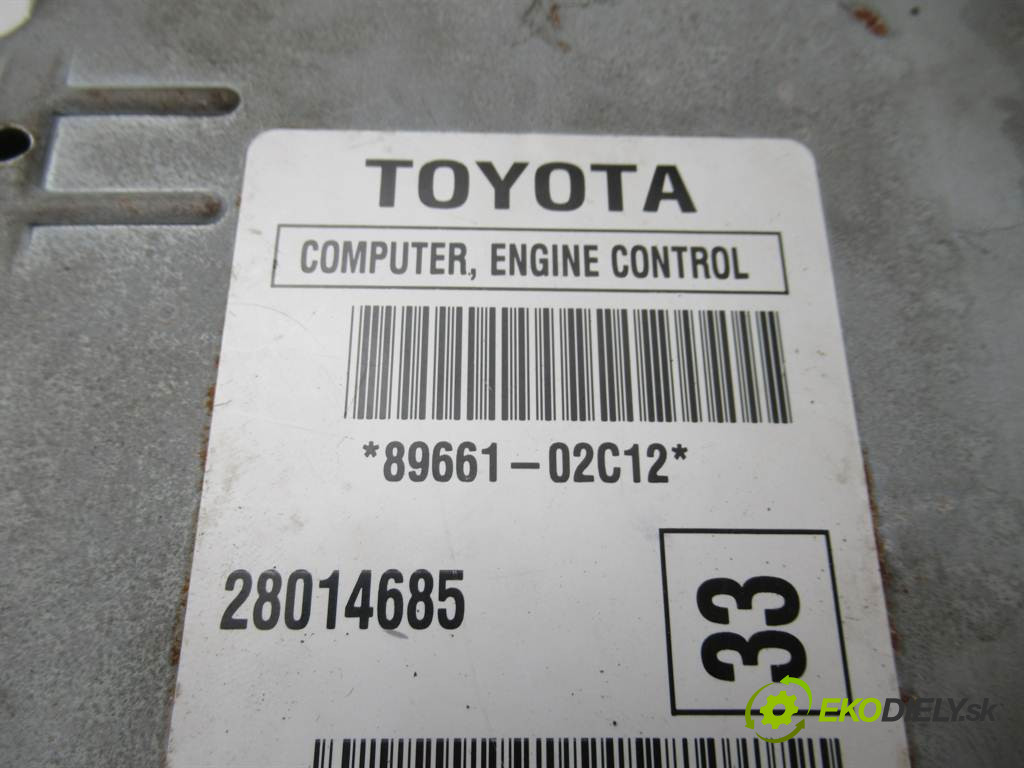 TOYOTA
COMPUTER, ENGINE CONTROL
*89661-02C12*
28014685
33
EKODIELY.sk